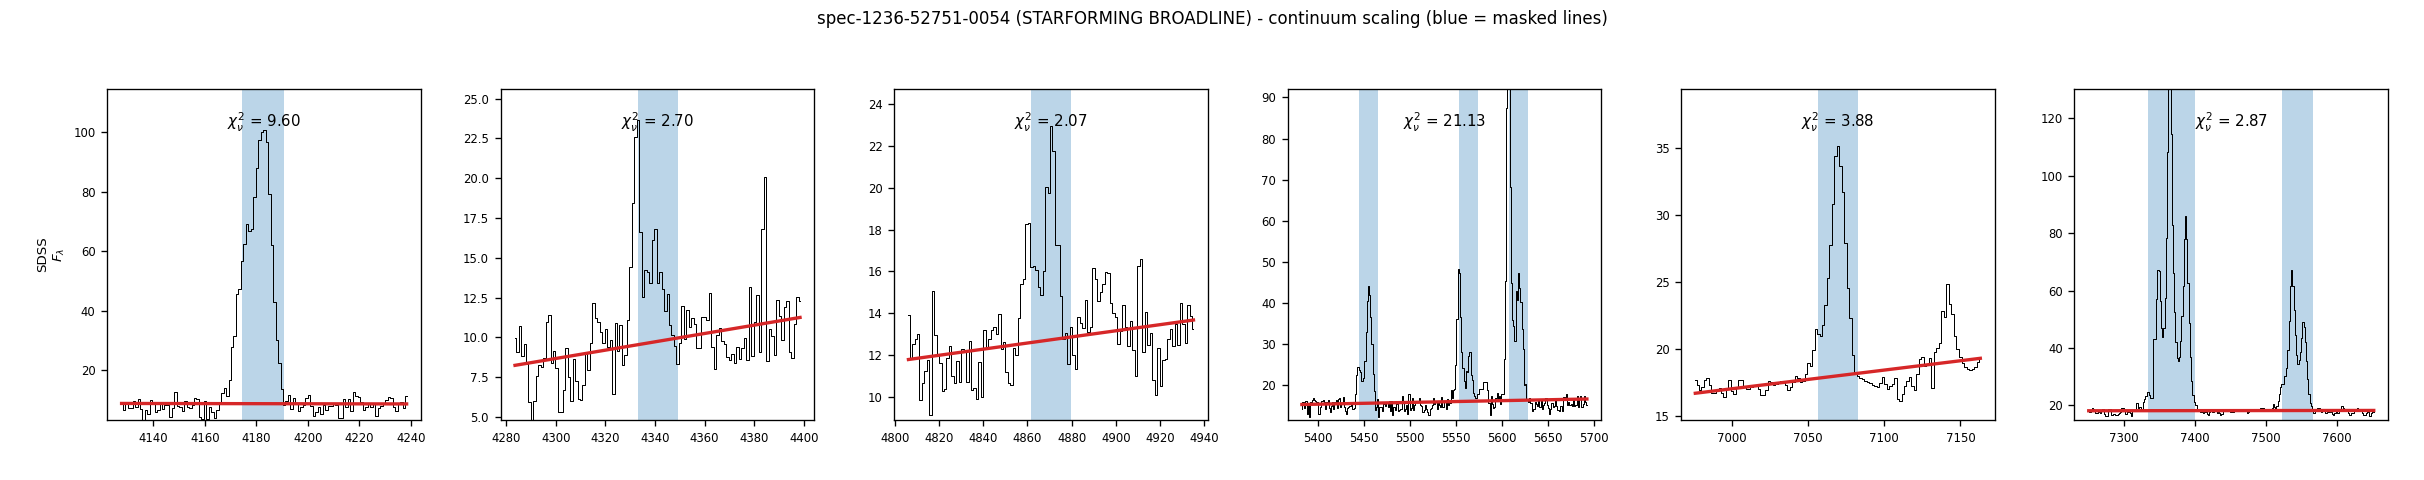 spec-1236-52751-0054 (STARFORMING BROADLINE) - continuum scaling (blue = masked lines)
SDSS
F_λ
χ²_ν = 9.60
20 40 60 80 100
4140 4160 4180 4200 4220 4240
χ²_ν = 2.70
5.0 7.5 10.0 12.5 15.0 17.5 20.0 22.5 25.0
4280 4300 4320 4340 4360 4380 4400
χ²_ν = 2.07
10 12 14 16 18 20 22 24
4800 4820 4840 4860 4880 4900 4920 4940
χ²_ν = 21.13
20 30 40 50 60 70 80 90
5400 5450 5500 5550 5600 5650 5700
χ²_ν = 3.88
15 20 25 30 35
7000 7050 7100 7150
χ²_ν = 2.87
20 40 60 80 100 120
7300 7400 7500 7600